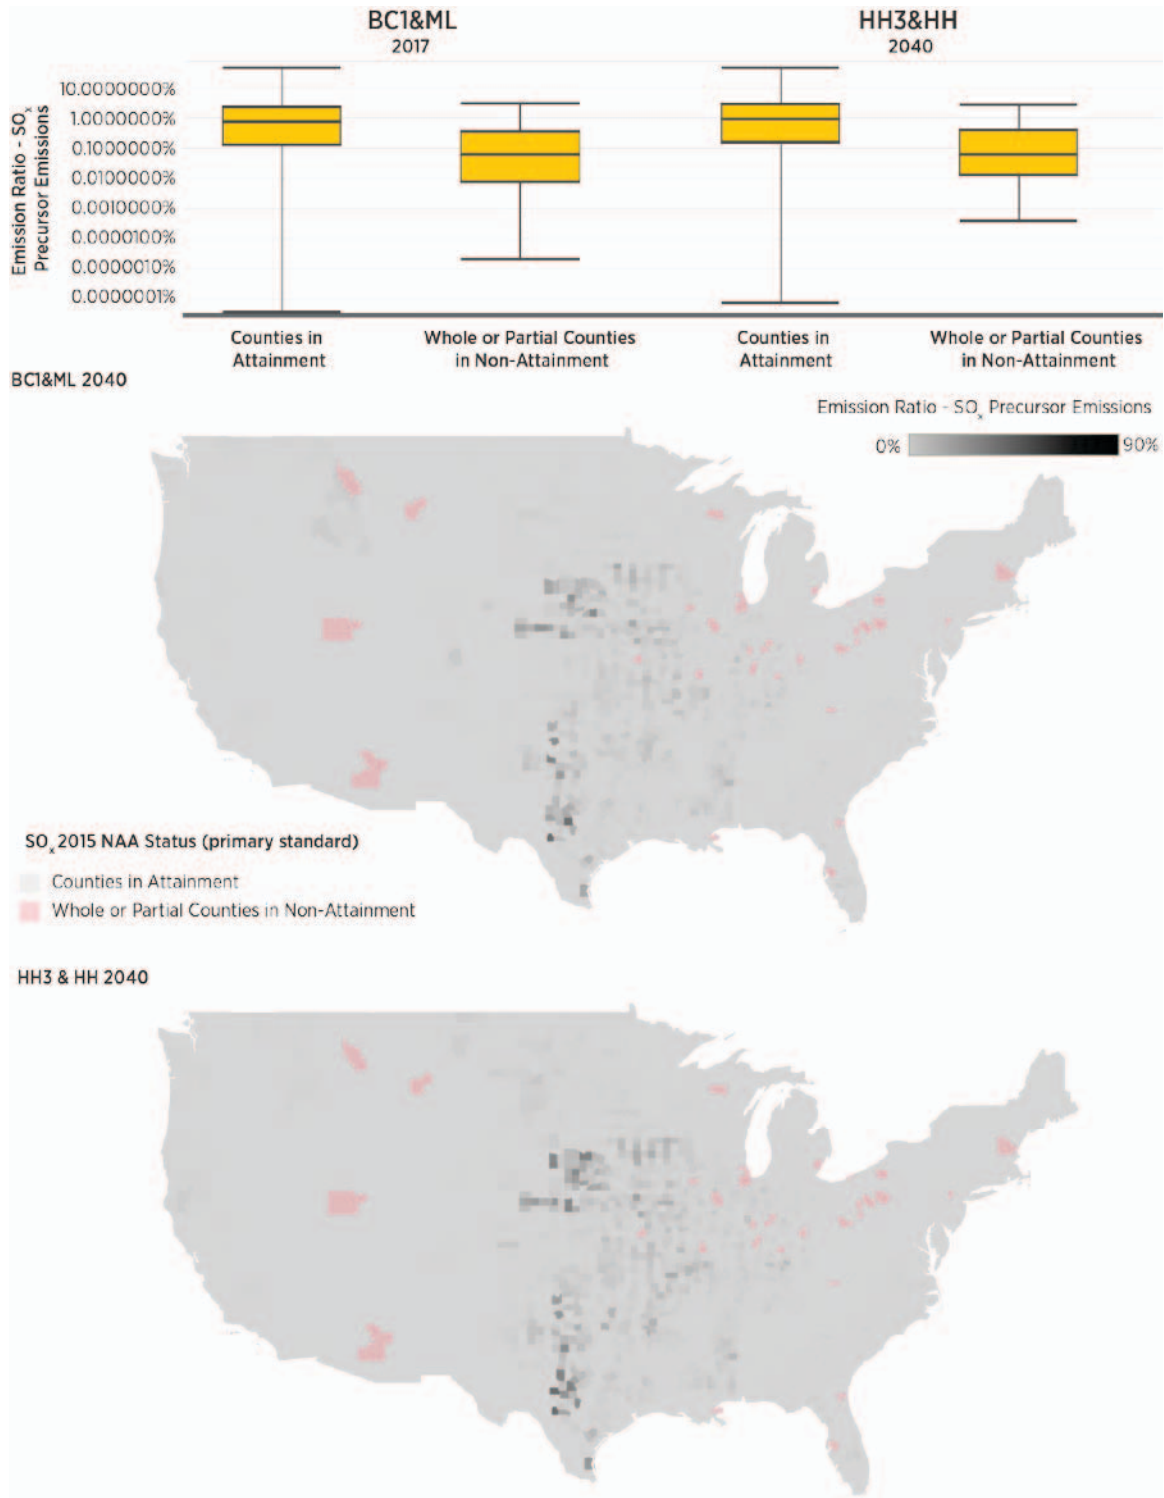 BC1&ML
2017
HH3&HH
2040
Emission Ratio - SOx
Precursor Emissions
10.0000000%
1.0000000%
0.1000000%
0.0100000%
0.0010000%
0.0000100%
0.0000010%
0.0000001%
Counties in
Attainment
Whole or Partial Counties
in Non-Attainment
Counties in
Attainment
Whole or Partial Counties
in Non-Attainment
BC1&ML 2040
Emission Ratio - SOx Precursor Emissions
0%
90%
SOx 2015 NAA Status (primary standard)
Counties in Attainment
Whole or Partial Counties in Non-Attainment
HH3 & HH 2040